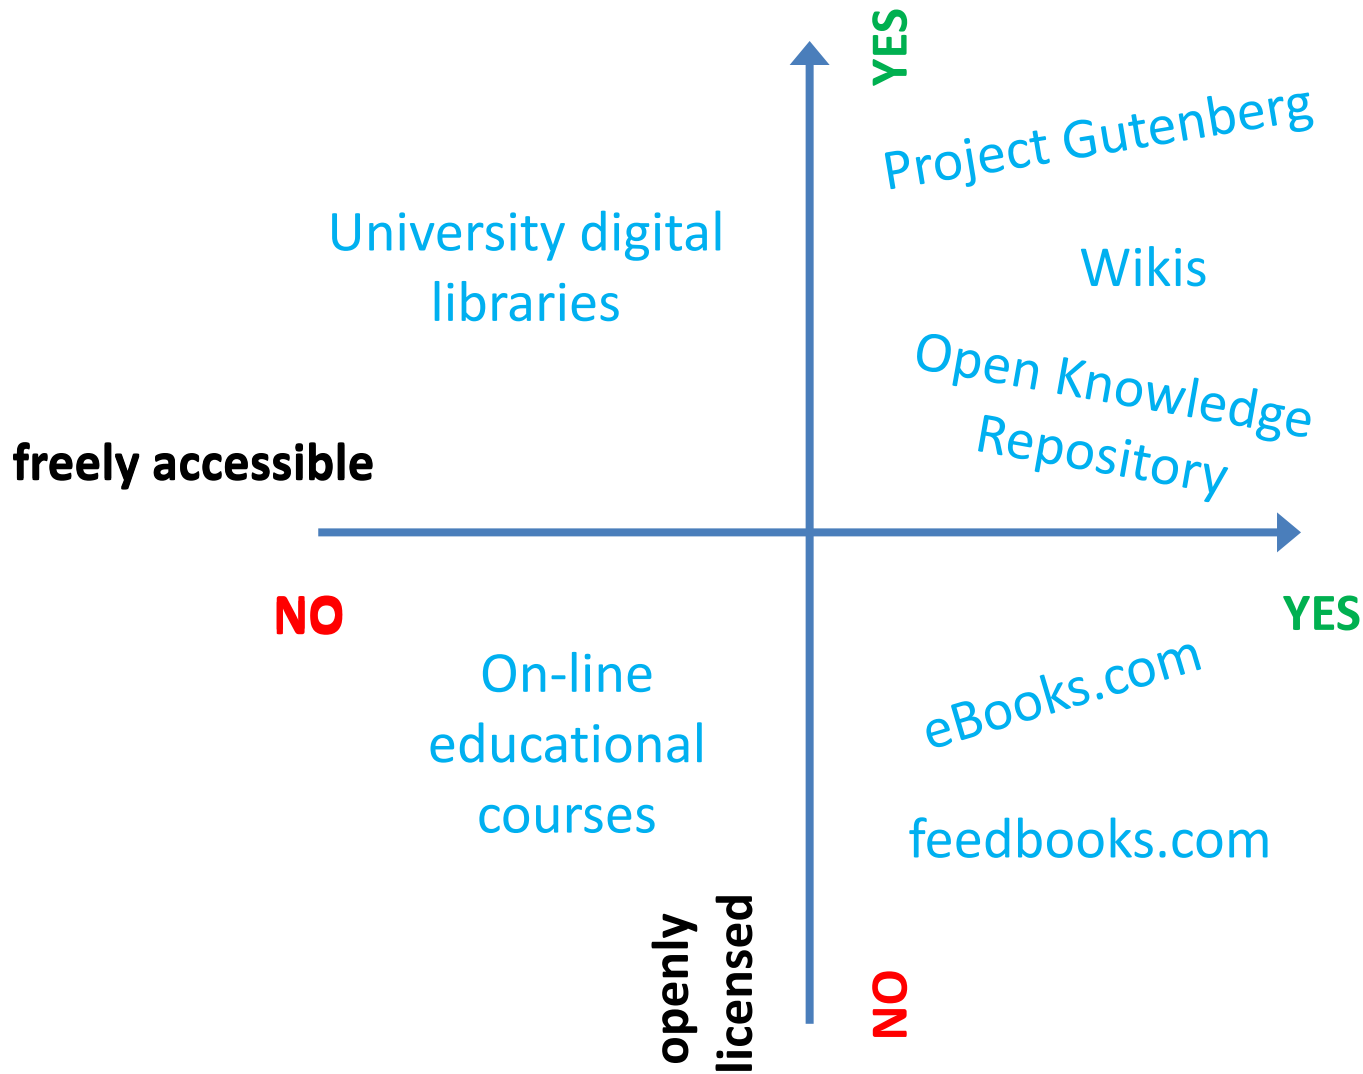 YES
Project Gutenberg
University digital
libraries
Wikis
Open Knowledge
Repository
freely accessible
NO
YES
On-line
educational
courses
eBooks.com
feedbooks.com
openly
licensed
NO